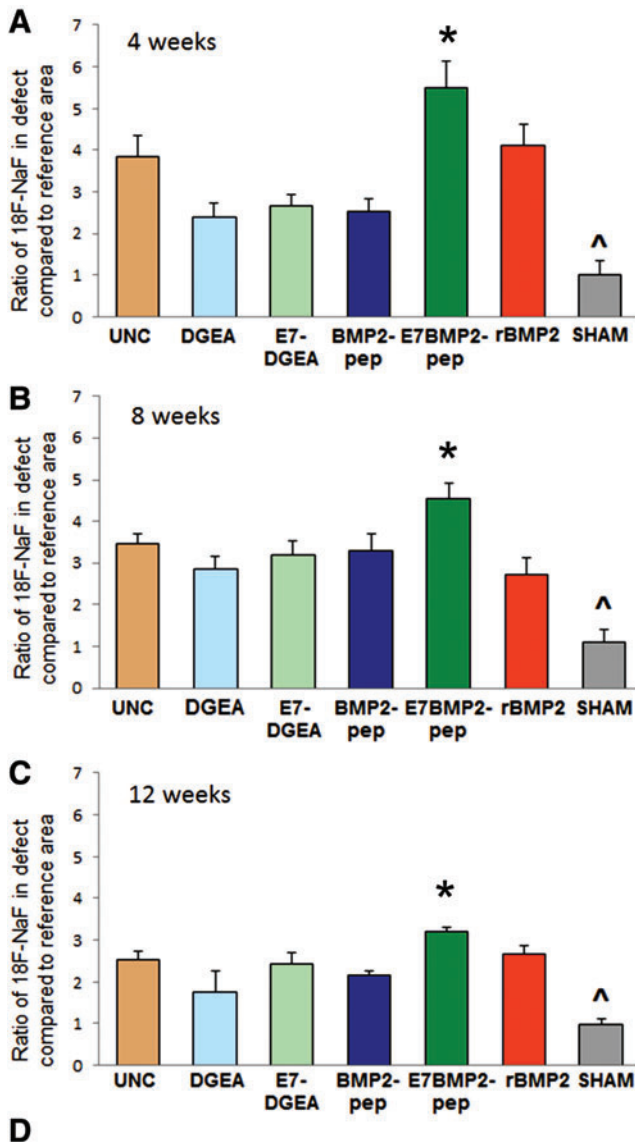 A
4 weeks
Ratio of 18F-NaF in defect
compared to reference area
7
6
5
4
3
2
1
0
*
^
UNC DGEA E7- BMP2- E7BMP2- rBMP2 SHAM
DGEA pep pep
B
8 weeks
Ratio of 18F-NaF in defect
compared to reference area
7
6
5
4
3
2
1
0
*
^
UNC DGEA E7- BMP2- E7BMP2- rBMP2 SHAM
DGEA pep pep
C
12 weeks
Ratio of 18F-NaF in defect
compared to reference area
7
6
5
4
3
2
1
0
*
^
UNC DGEA E7- BMP2- E7BMP2- rBMP2 SHAM
DGEA pep pep
D